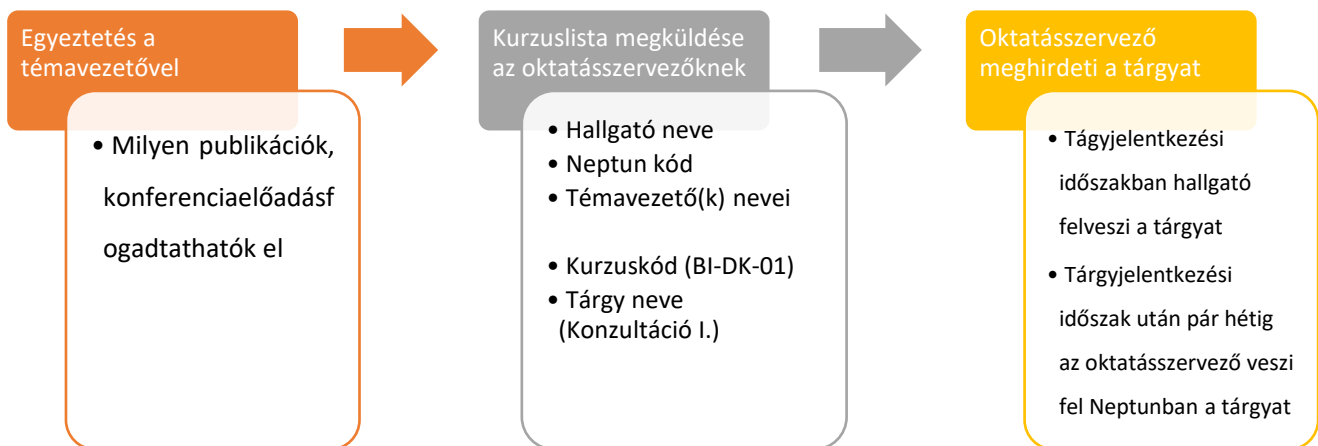 Egyeztetés a
témavezetővel
• Milyen publikációk,
konferenciaelőadásf
ogadtathatók el
Kurzuslista megküldése
az oktatásszervezőknek
• Hallgató neve
• Neptun kód
• Témavezető(k) nevei
• Kurzuskód (BI-DK-01)
• Tárgy neve
(Konzultáció I.)
Oktatásszervező
meghirdeti a tárgyat
• Tágyjelentkezési
időszakban hallgató
felveszi a tárgyat
• Tárgyjelentkezési
időszak után pár hétig
az oktatásszervező veszi
fel Neptunban a tárgyat